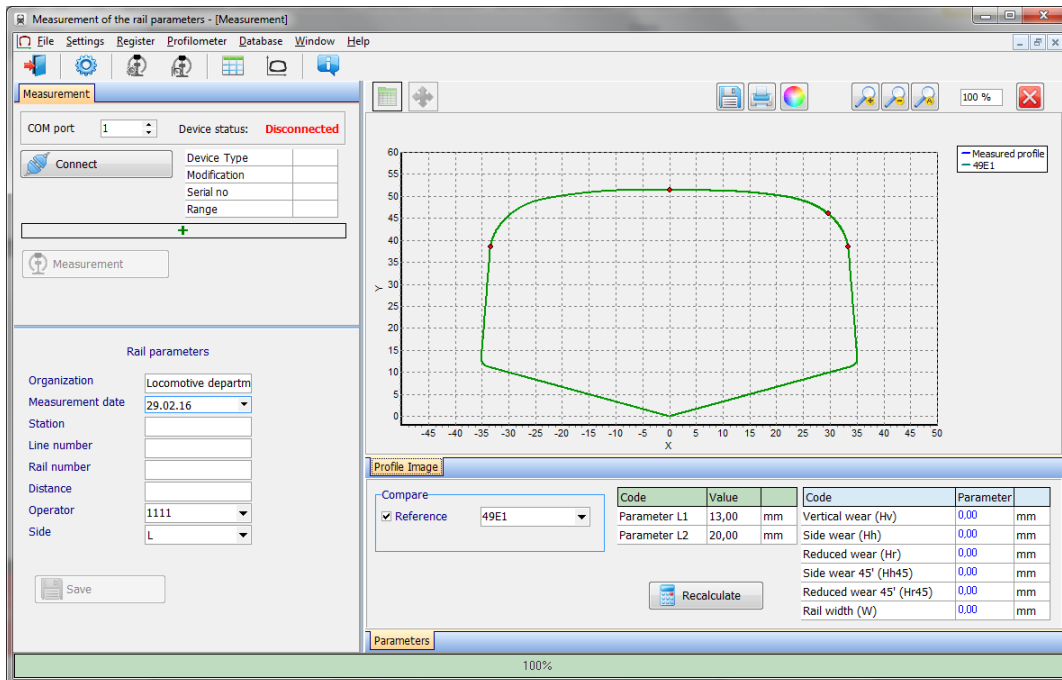 Measurement of the rail parameters - [Measurement]
File Settings Register Profilometer Database Window Help
Measurement
COM port 1 Device status: Disconnected
Connect
Device Type
Modification
Serial no
Range
+
Measurement
Rail parameters
Organization Locomotive departm
Measurement date 29.02.16
Station
Line number
Rail number
Distance
Operator 1111
Side L
Save
100 %
60
55
50
45
40
35
30
25
20
15
10
5
0
Y
-45 -40 -35 -30 -25 -20 -15 -10 -5 0 5 10 15 20 25 30 35 40 45 50
X
Measured profile
49E1
Profile Image
Compare
Reference 49E1
Code Value
Parameter L1 13,00 mm
Parameter L2 20,00 mm
Recalculate
Code Parameter
Vertical wear (Hv) 0,00 mm
Side wear (Hh) 0,00 mm
Reduced wear (Hr) 0,00 mm
Side wear 45' (Hh45) 0,00 mm
Reduced wear 45' (Hr45) 0,00 mm
Rail width (W) 0,00 mm
Parameters
100%